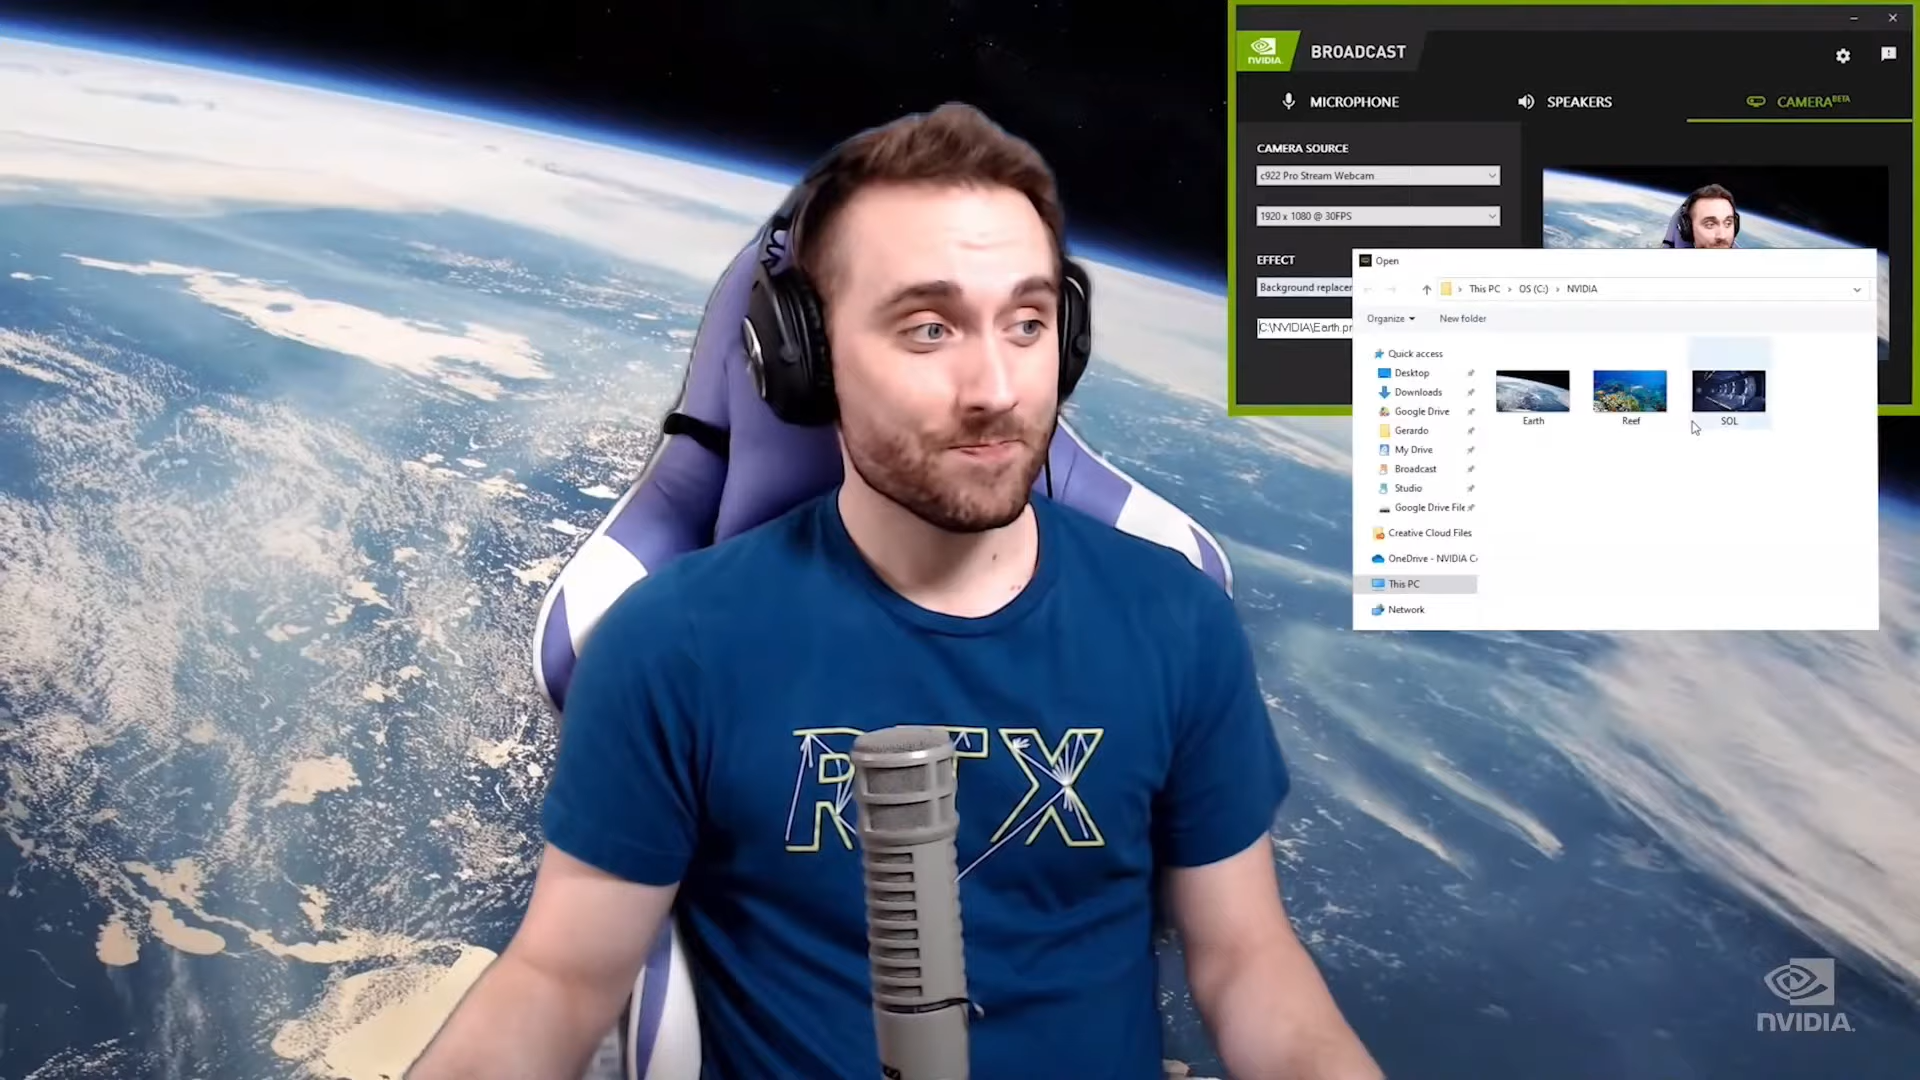 NVIDIA.
BROADCAST
MICROPHONE
SPEAKERS
CAMERA BETA
CAMERA SOURCE
c922 Pro Stream Webcam
1920 x 1080 @ 30FPS
EFFECT
Background replacer
C:\NVIDIA\Earth.pr
Open
This PC > OS (C:) > NVIDIA
Organize
New folder
Quick access
Desktop
Downloads
Google Drive
Gerardo
My Drive
Broadcast
Studio
Google Drive File
Creative Cloud Files
OneDrive - NVIDIA C
This PC
Network
Earth
Reef
SOL
RTX
NVIDIA.